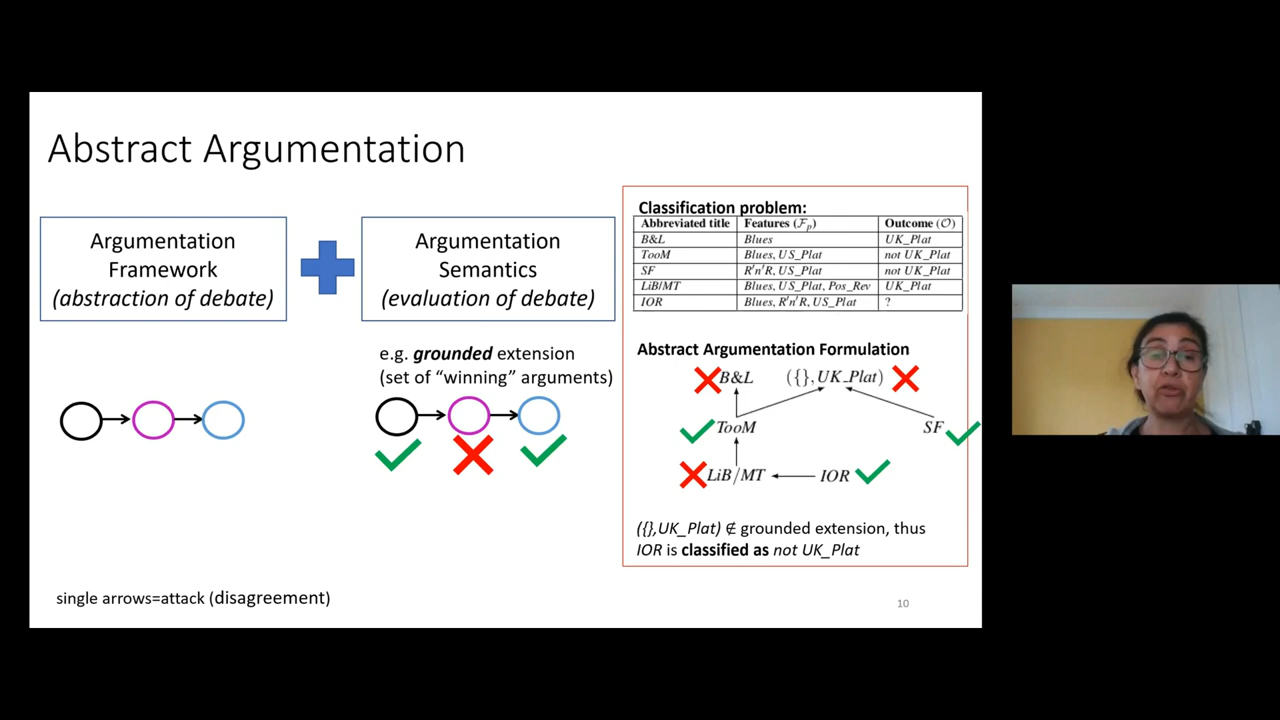 Abstract Argumentation
Argumentation
Framework
(abstraction of debate)
Argumentation
Semantics
(evaluation of debate)
e.g. grounded extension
(set of “winning” arguments)
single arrows=attack (disagreement)
Classification problem:
Abbreviated title Features (ℱp) Outcome (𝒪)
B&L Blues UK_Plat
TooM Blues, US_Plat not UK_Plat
SF R′n′R, US_Plat not UK_Plat
LiB/MT Blues, US_Plat, Pos_Rev UK_Plat
IOR Blues, R′n′R, US_Plat ?
Abstract Argumentation Formulation
B&L ({}, UK_Plat)
TooM SF
LiB/MT IOR
({},UK_Plat) ∉ grounded extension, thus
IOR is classified as not UK_Plat
10